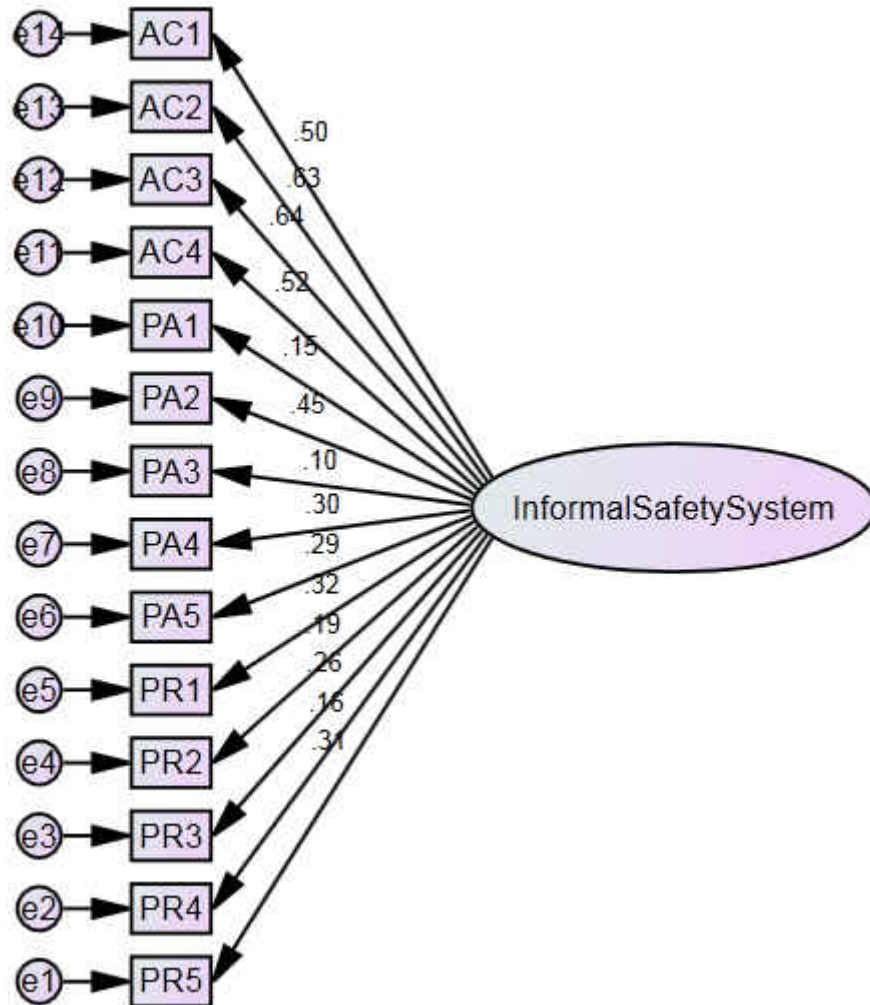 e14 AC1
.50
e13 AC2
.63
e12 AC3
.64
e11 AC4
.52
e10 PA1
.15
e9 PA2
.45
e8 PA3
.10
InformalSafetySystem
.30
e7 PA4
.29
.32
e6 PA5
.19
.26
e5 PR1
.16
.31
e4 PR2
e3 PR3
e2 PR4
e1 PR5